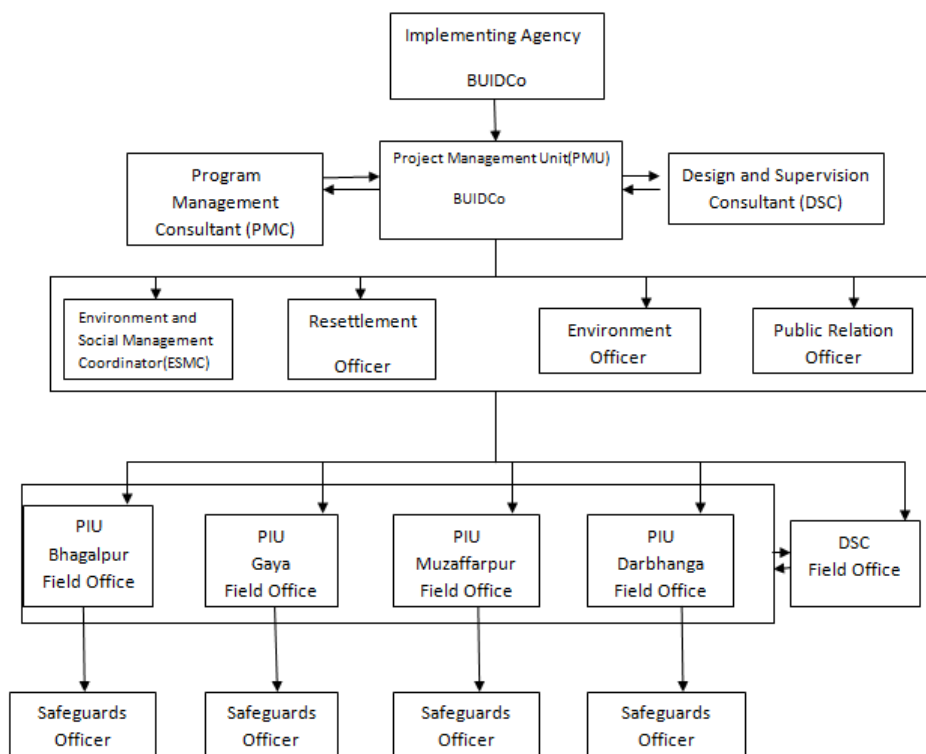 Implementing Agency
BUIDCo
Project Management Unit(PMU)
BUIDCo
Program
Management
Consultant (PMC)
Design and Supervision
Consultant (DSC)
Environment and
Social Management
Coordinator(ESMC)
Resettlement
Officer
Environment
Officer
Public Relation
Officer
PIU
Bhagalpur
Field Office
PIU
Gaya
Field Office
PIU
Muzaffarpur
Field Office
PIU
Darbhanga
Field Office
DSC
Field Office
Safeguards
Officer
Safeguards
Officer
Safeguards
Officer
Safeguards
Officer